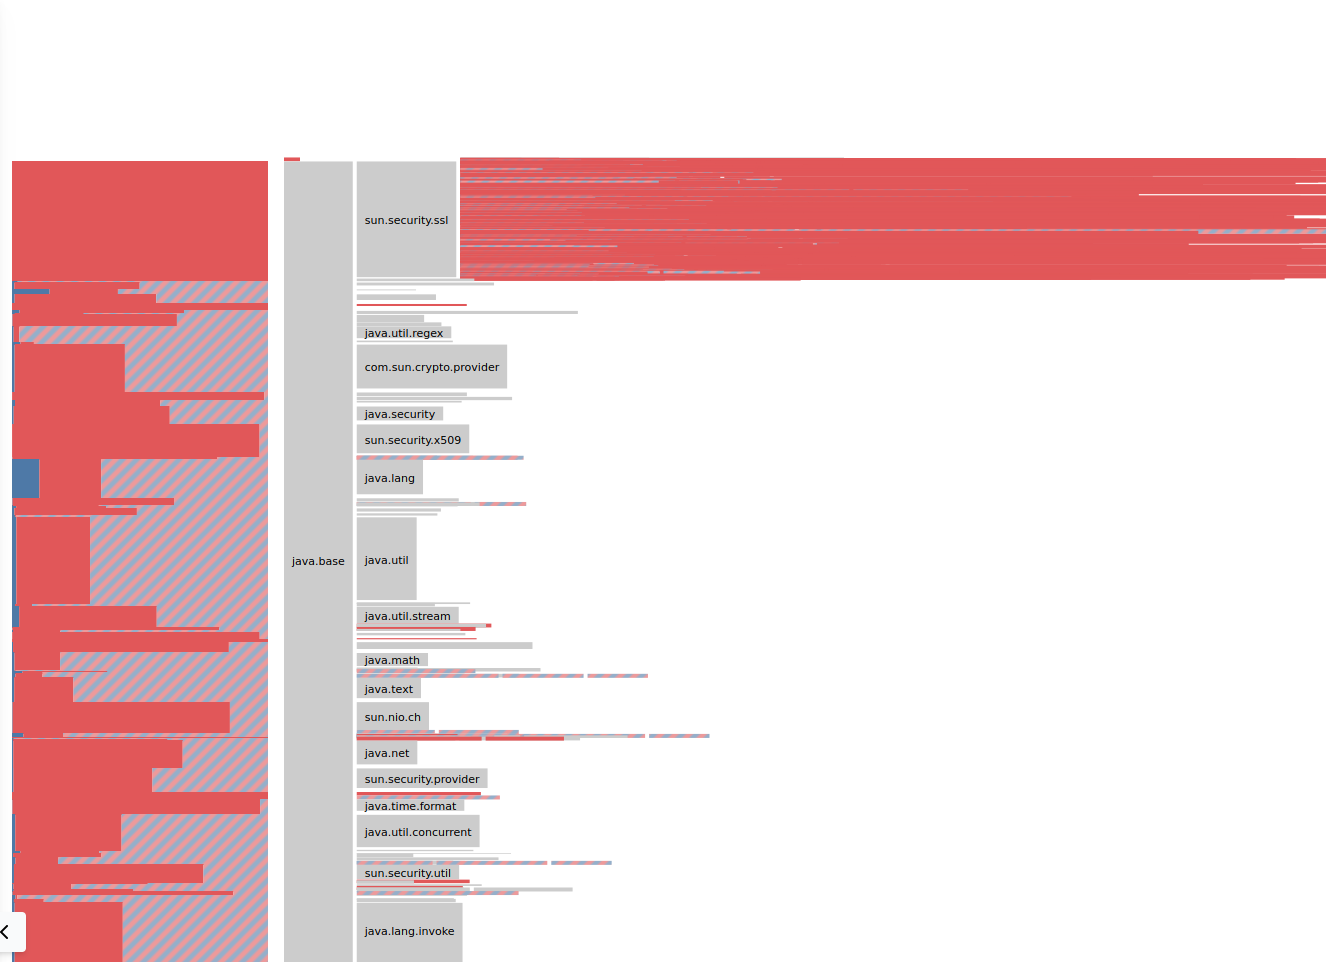 sun.security.ssl
java.util.regex
com.sun.crypto.provider
java.security
sun.security.x509
java.lang
java.base
java.util
java.util.stream
java.math
java.text
sun.nio.ch
java.net
sun.security.provider
java.time.format
java.util.concurrent
sun.security.util
java.lang.invoke